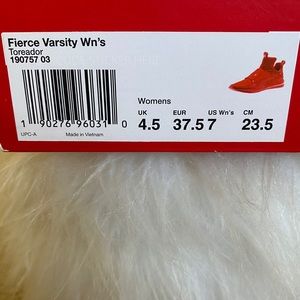 Fierce Varsity Wn's
Toreador
190757 03
Womens
UK EUR US Wn's CM
4.5 37.5 7 23.5
1 90276 96031 0
UPC-A Made in Vietnam